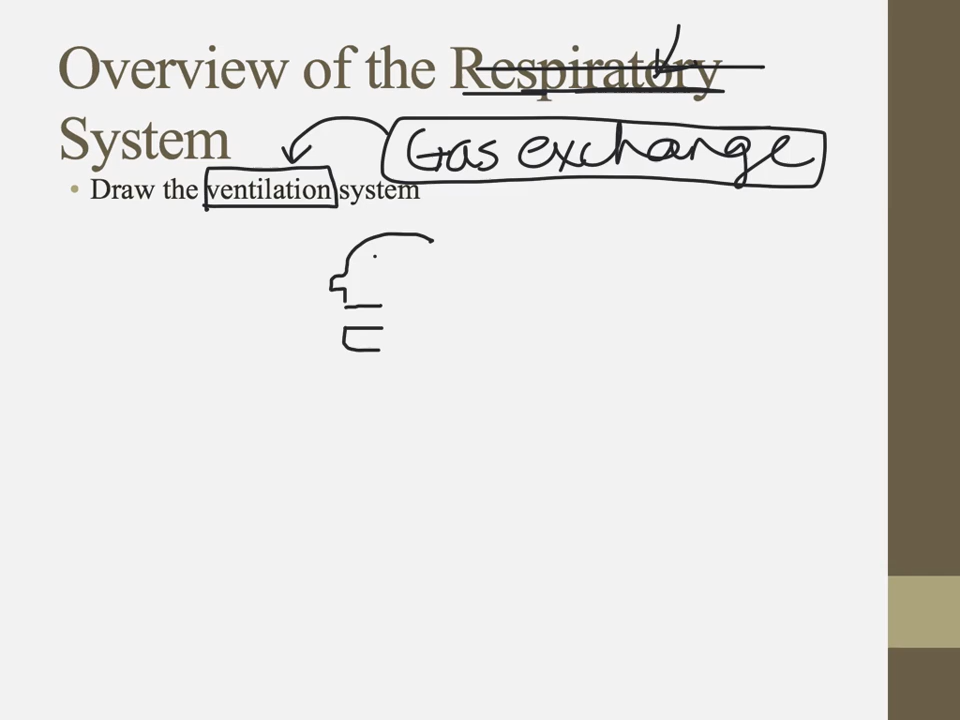 Overview of the Respiratory
System
Gas exchange
• Draw the ventilation system